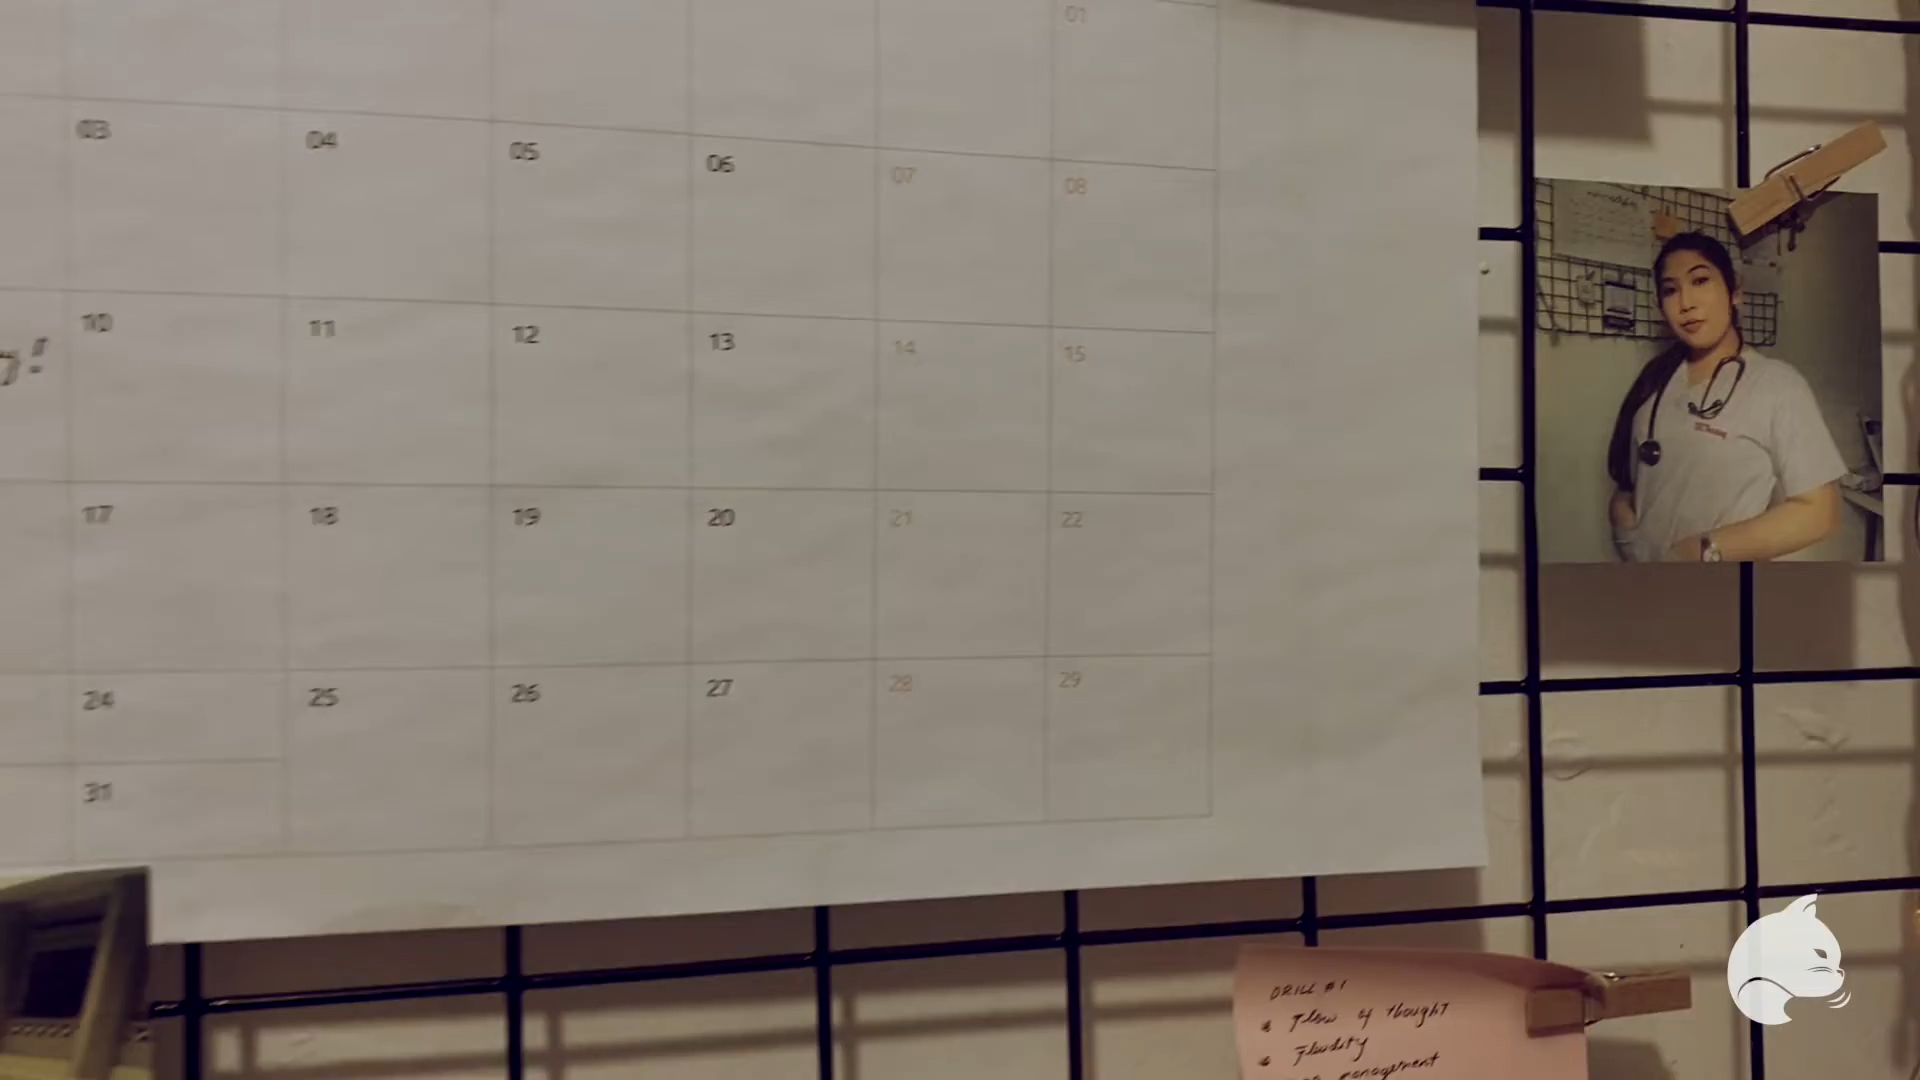 01
03 04 05 06 07 08
10 11 12 13 14 15
17 18 19 20 21 22
24 25 26 27 28 29
31
DRILL #1
* Flow of thought
* Fluidity
management